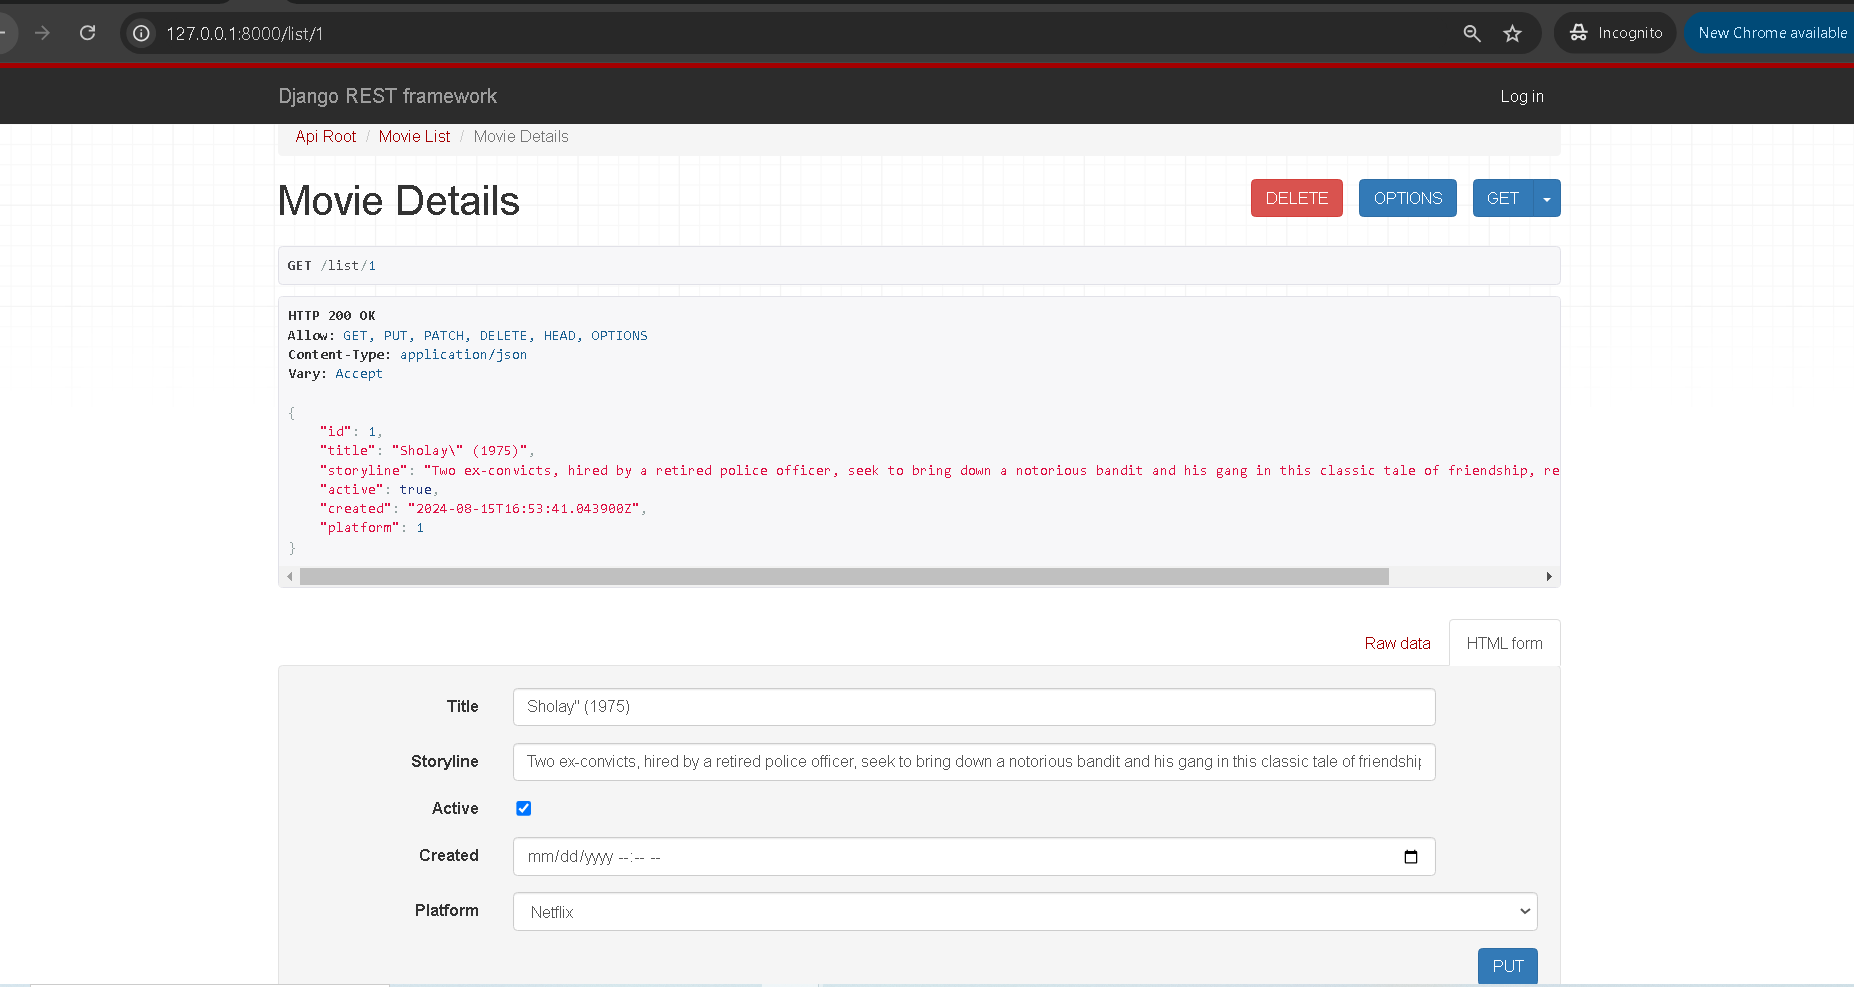 127.0.0.1:8000/list/1
Incognito
New Chrome available
Django REST framework
Log in
Api Root / Movie List / Movie Details
Movie Details
DELETE
OPTIONS
GET
GET /list/1
HTTP 200 OK
Allow: GET, PUT, PATCH, DELETE, HEAD, OPTIONS
Content-Type: application/json
Vary: Accept
{
"id": 1,
"title": "Sholay\" (1975)",
"storyline": "Two ex-convicts, hired by a retired police officer, seek to bring down a notorious bandit and his gang in this classic tale of friendship, re
"active": true,
"created": "2024-08-15T16:53:41.043900Z",
"platform": 1
}
Raw data
HTML form
Title
Sholay" (1975)
Storyline
Two ex-convicts, hired by a retired police officer, seek to bring down a notorious bandit and his gang in this classic tale of friendship
Active
Created
mm/dd/yyyy --:-- --
Platform
Netflix
PUT